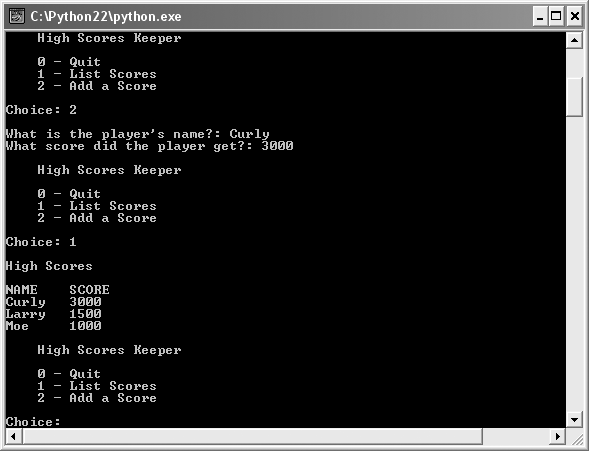 C:\Python22\python.exe
High Scores Keeper
0 - Quit
1 - List Scores
2 - Add a Score
Choice: 2
What is the player's name?: Curly
What score did the player get?: 3000
High Scores Keeper
0 - Quit
1 - List Scores
2 - Add a Score
Choice: 1
High Scores
NAME    SCORE
Curly   3000
Larry   1500
Moe     1000
High Scores Keeper
0 - Quit
1 - List Scores
2 - Add a Score
Choice: